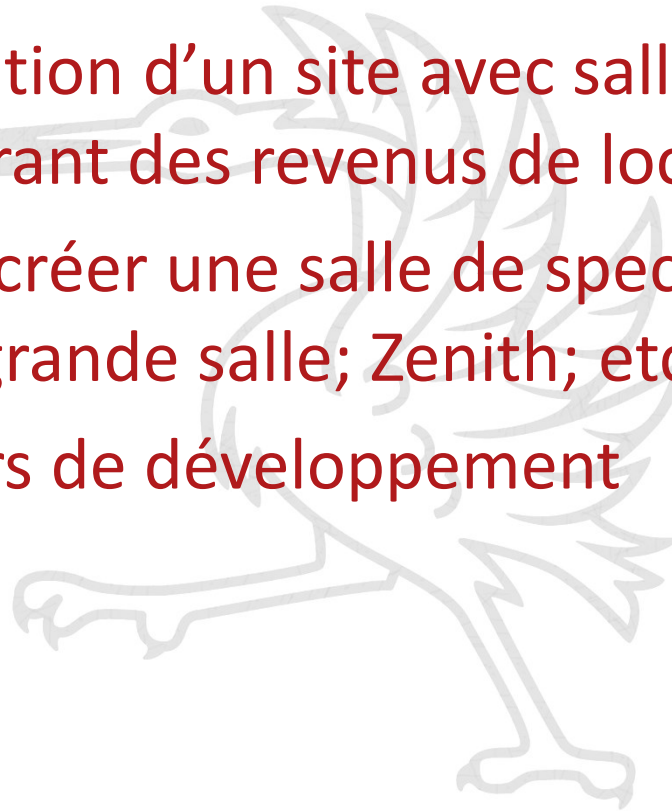 tion d’un site avec sall
rant des revenus de loc
créer une salle de spec
grande salle; Zenith; etc
rs de développement